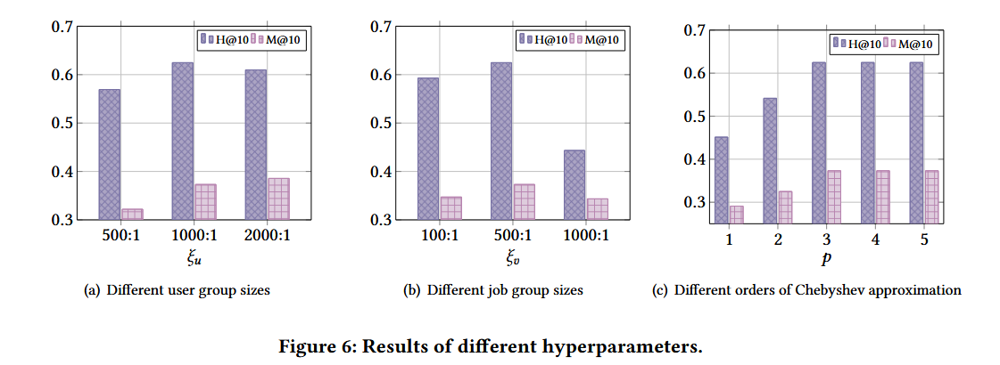 0.7
0.6
0.5
0.4
0.3
H@10 M@10
500:1 1000:1 2000:1
ξu
(a) Different user group sizes
0.7
0.6
0.5
0.4
0.3
H@10 M@10
100:1 500:1 1000:1
ξv
(b) Different job group sizes
0.7
0.6
0.5
0.4
0.3
H@10 M@10
1 2 3 4 5
p
(c) Different orders of Chebyshev approximation
Figure 6: Results of different hyperparameters.